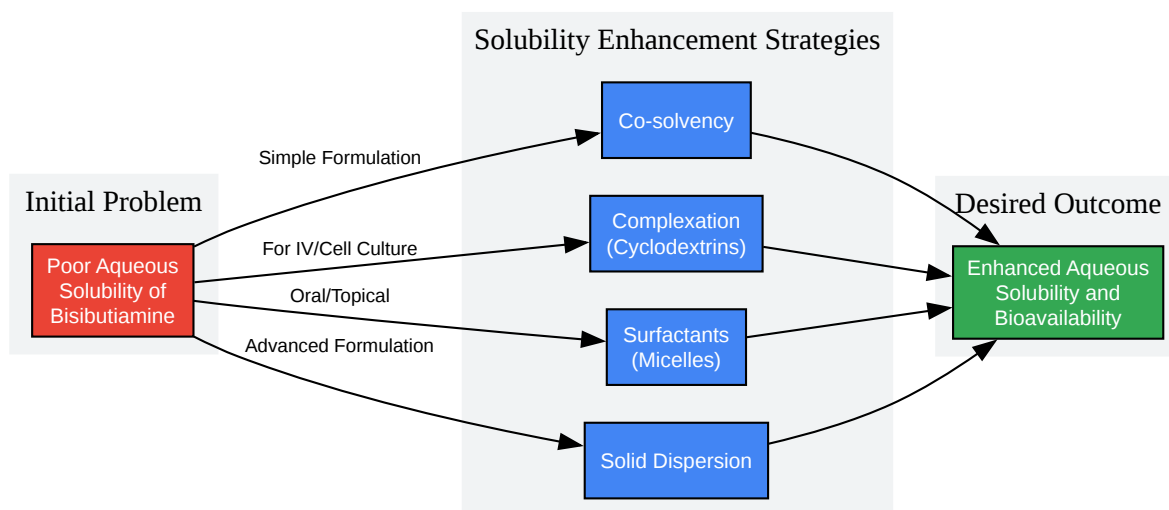 Solubility Enhancement Strategies
Co-solvency
Simple Formulation
Initial Problem
Desired Outcome
Complexation
(Cyclodextrins)
For IV/Cell Culture
Poor Aqueous
Solubility of
Bisibutiamine
Enhanced Aqueous
Solubility and
Bioavailability
Oral/Topical
Surfactants
(Micelles)
Advanced Formulation
Solid Dispersion